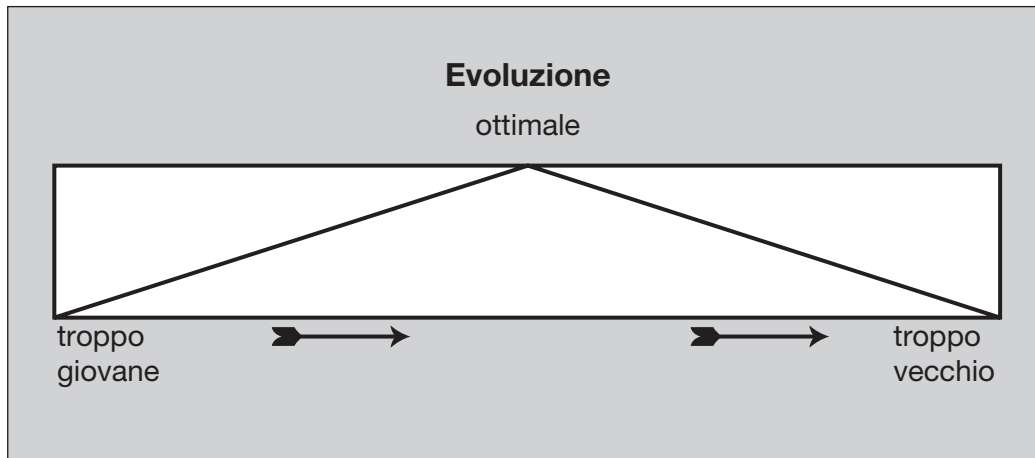 Evoluzione
ottimale
troppo
giovane
troppo
vecchio